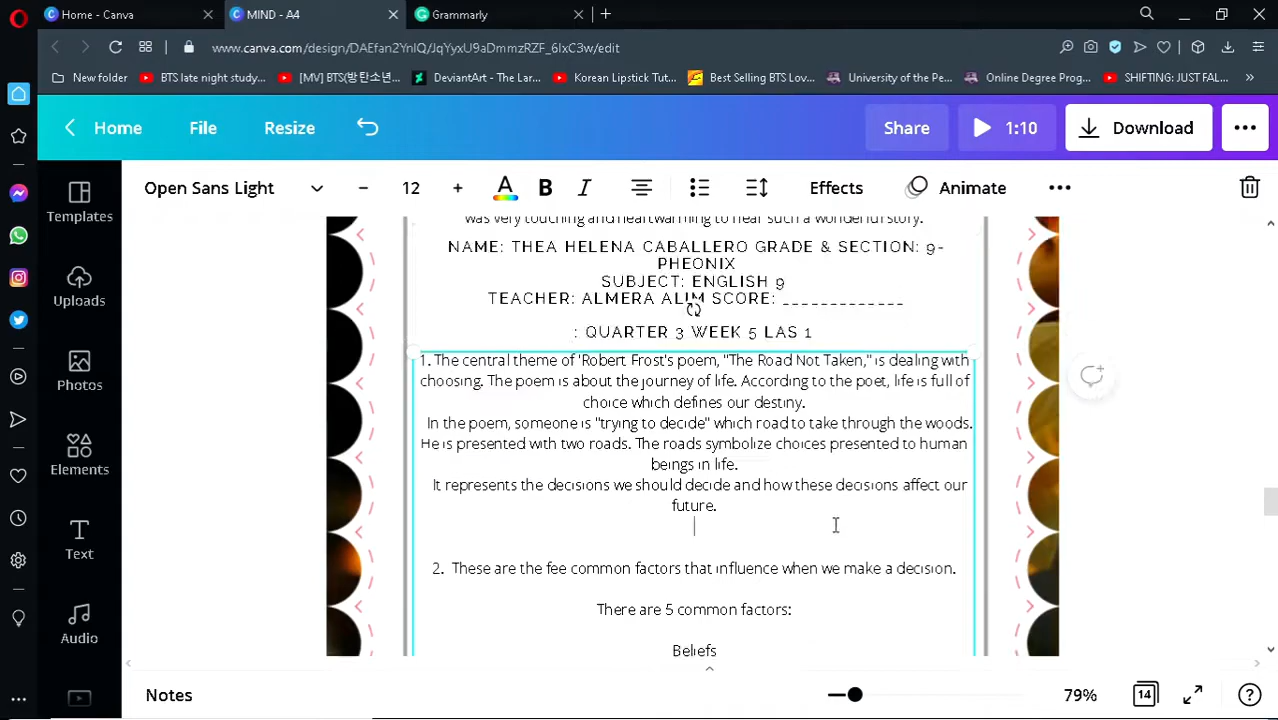 Home - Canva
MIND - A4
Grammarly
www.canva.com/design/DAEfan2YnIQ/JqYyxU9aDmmzRZF_6lxC3w/edit
New folder
BTS late night study...
[MV] BTS(방탄소년...
DeviantArt - The Lar...
Korean Lipstick Tut...
Best Selling BTS Lov...
University of the Pe...
Online Degree Prog...
SHIFTING: JUST FAL...
Home
File
Resize
Share
1:10
Download
Open Sans Light
12
A
B
I
Effects
Animate
Templates
Uploads
Photos
Elements
Text
Audio
was very touching and heartwarming to hear such a wonderful story.
NAME: THEA HELENA CABALLERO GRADE & SECTION: 9-
PHEONIX
SUBJECT: ENGLISH 9
TEACHER: ALMERA ALIM SCORE: _____________
: QUARTER 3 WEEK 5 LAS 1
1. The central theme of 'Robert Frost's poem, "The Road Not Taken," is dealing with
choosing. The poem is about the journey of life. According to the poet, life is full of
choice which defines our destiny.
In the poem, someone is "trying to decide" which road to take through the woods.
He is presented with two roads. The roads symbolize choices presented to human
beings in life.
It represents the decisions we should decide and how these decisions affect our
future.
2. These are the fee common factors that influence when we make a decision.
There are 5 common factors:
Beliefs
Notes
79%
14